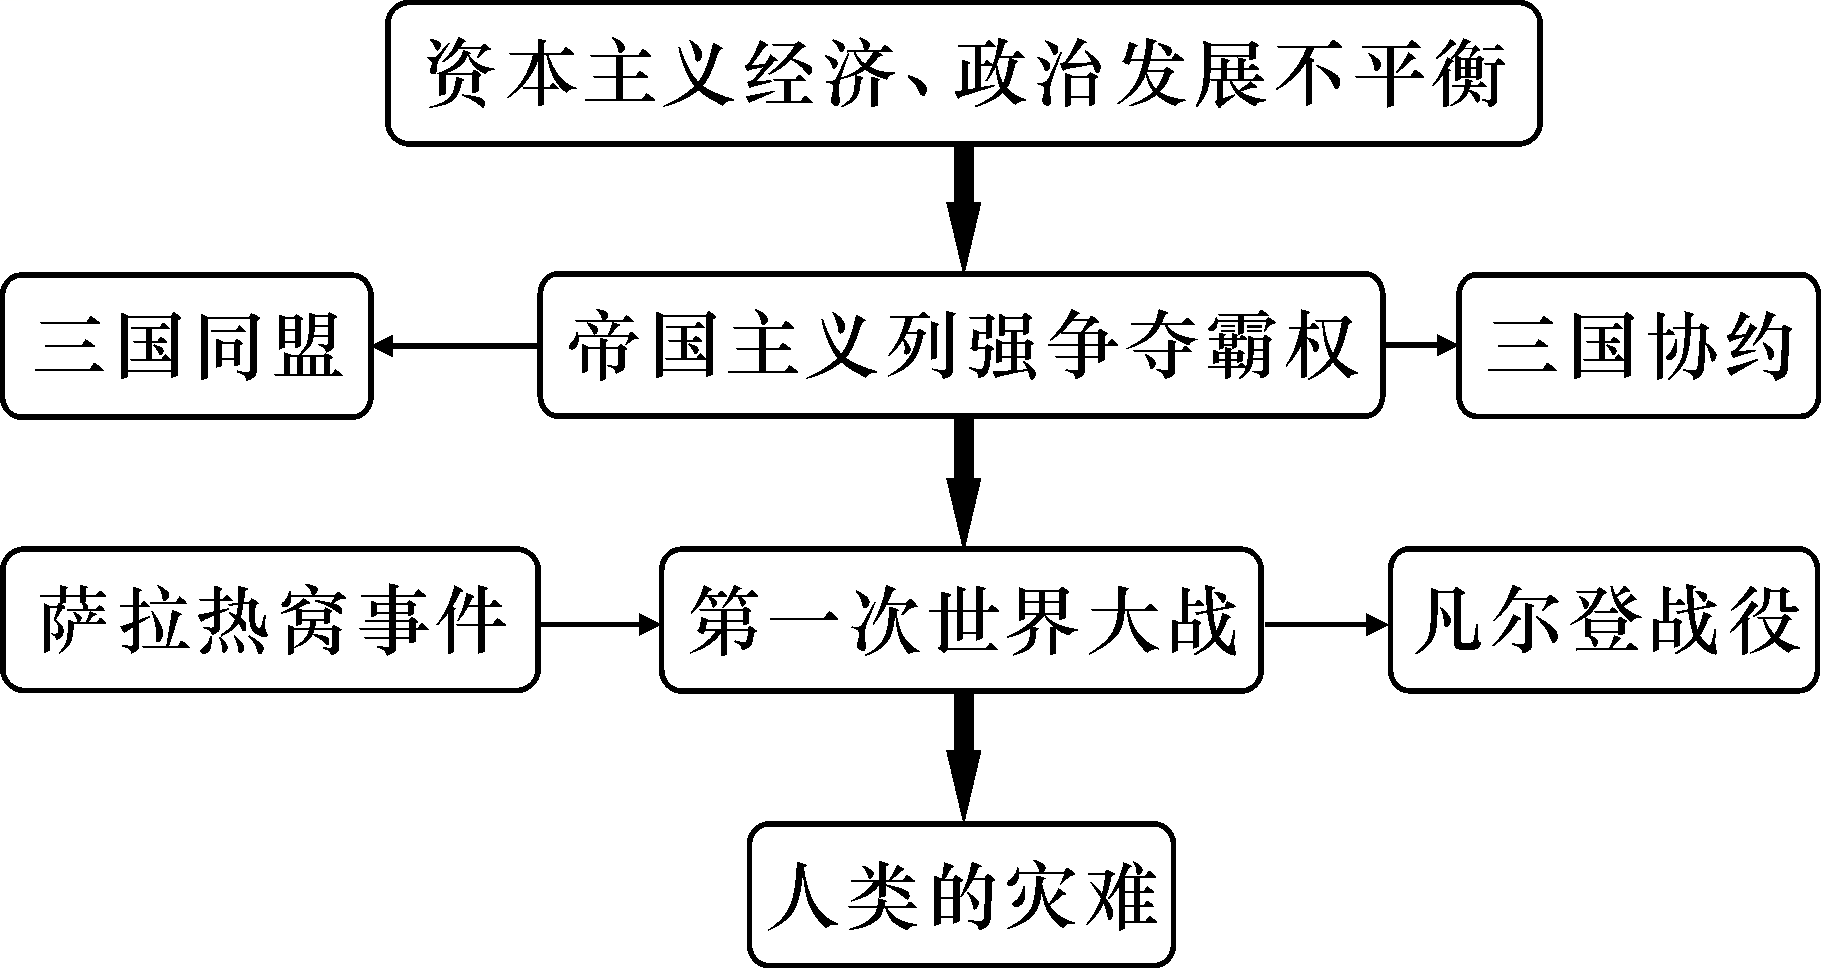 资本主义经济、政治发展不平衡
三国同盟
帝国主义列强争夺霸权
三国协约
萨拉热窝事件
第一次世界大战
凡尔登战役
人类的灾难